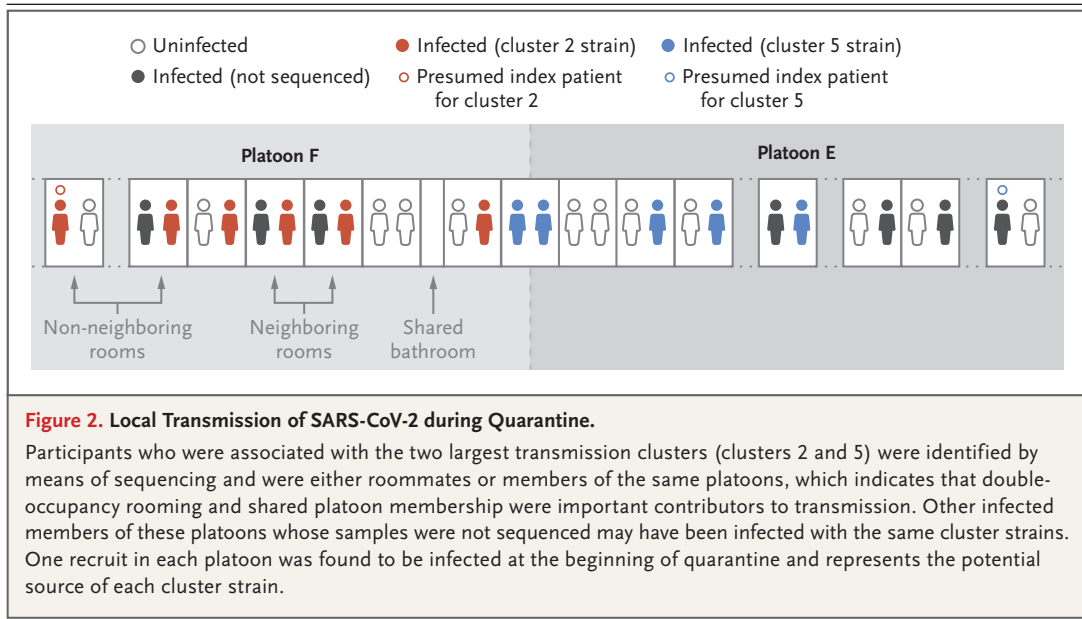 Uninfected
Infected (cluster 2 strain)
Infected (cluster 5 strain)
Infected (not sequenced)
Presumed index patient
for cluster 2
Presumed index patient
for cluster 5
Platoon F
Platoon E
Non-neighboring
rooms
Neighboring
rooms
Shared
bathroom
Figure 2. Local Transmission of SARS-CoV-2 during Quarantine.
Participants who were associated with the two largest transmission clusters (clusters 2 and 5) were identified by
means of sequencing and were either roommates or members of the same platoons, which indicates that double-
occupancy rooming and shared platoon membership were important contributors to transmission. Other infected
members of these platoons whose samples were not sequenced may have been infected with the same cluster strains.
One recruit in each platoon was found to be infected at the beginning of quarantine and represents the potential
source of each cluster strain.